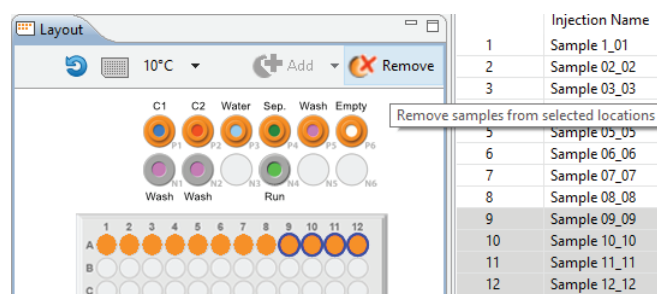 Layout
10°C
Add
Remove
C1 C2 Water Sep. Wash Empty
P1 P2 P3 P4 P5 P6
N1 N2 N3 N4 N5 N6
Wash Wash Run
1 2 3 4 5 6 7 8 9 10 11 12
A
B
C
Injection Name
1 Sample 1_01
2 Sample 02_02
3 Sample 03_03
Remove samples from selected locations
5 Sample 05_05
6 Sample 06_06
7 Sample 07_07
8 Sample 08_08
9 Sample 09_09
10 Sample 10_10
11 Sample 11_11
12 Sample 12_12